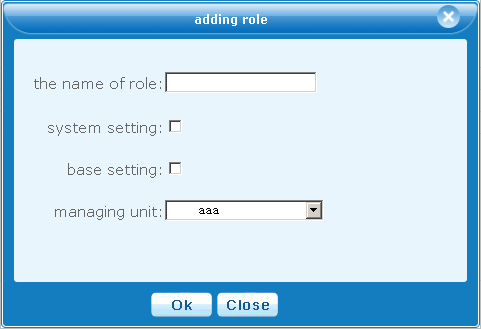 adding role
the name of role:
system setting:
base setting:
managing unit: aaa
Ok Close